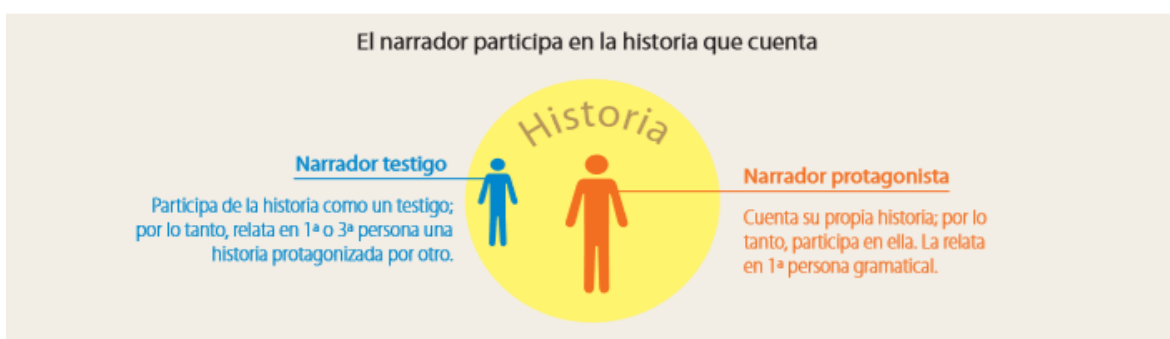 El narrador participa en la historia que cuenta
Historia
Narrador testigo
Participa de la historia como un testigo;
por lo tanto, relata en 1ª o 3ª persona una
historia protagonizada por otro.
Narrador protagonista
Cuenta su propia historia; por lo
tanto, participa en ella. La relata
en 1ª persona gramatical.